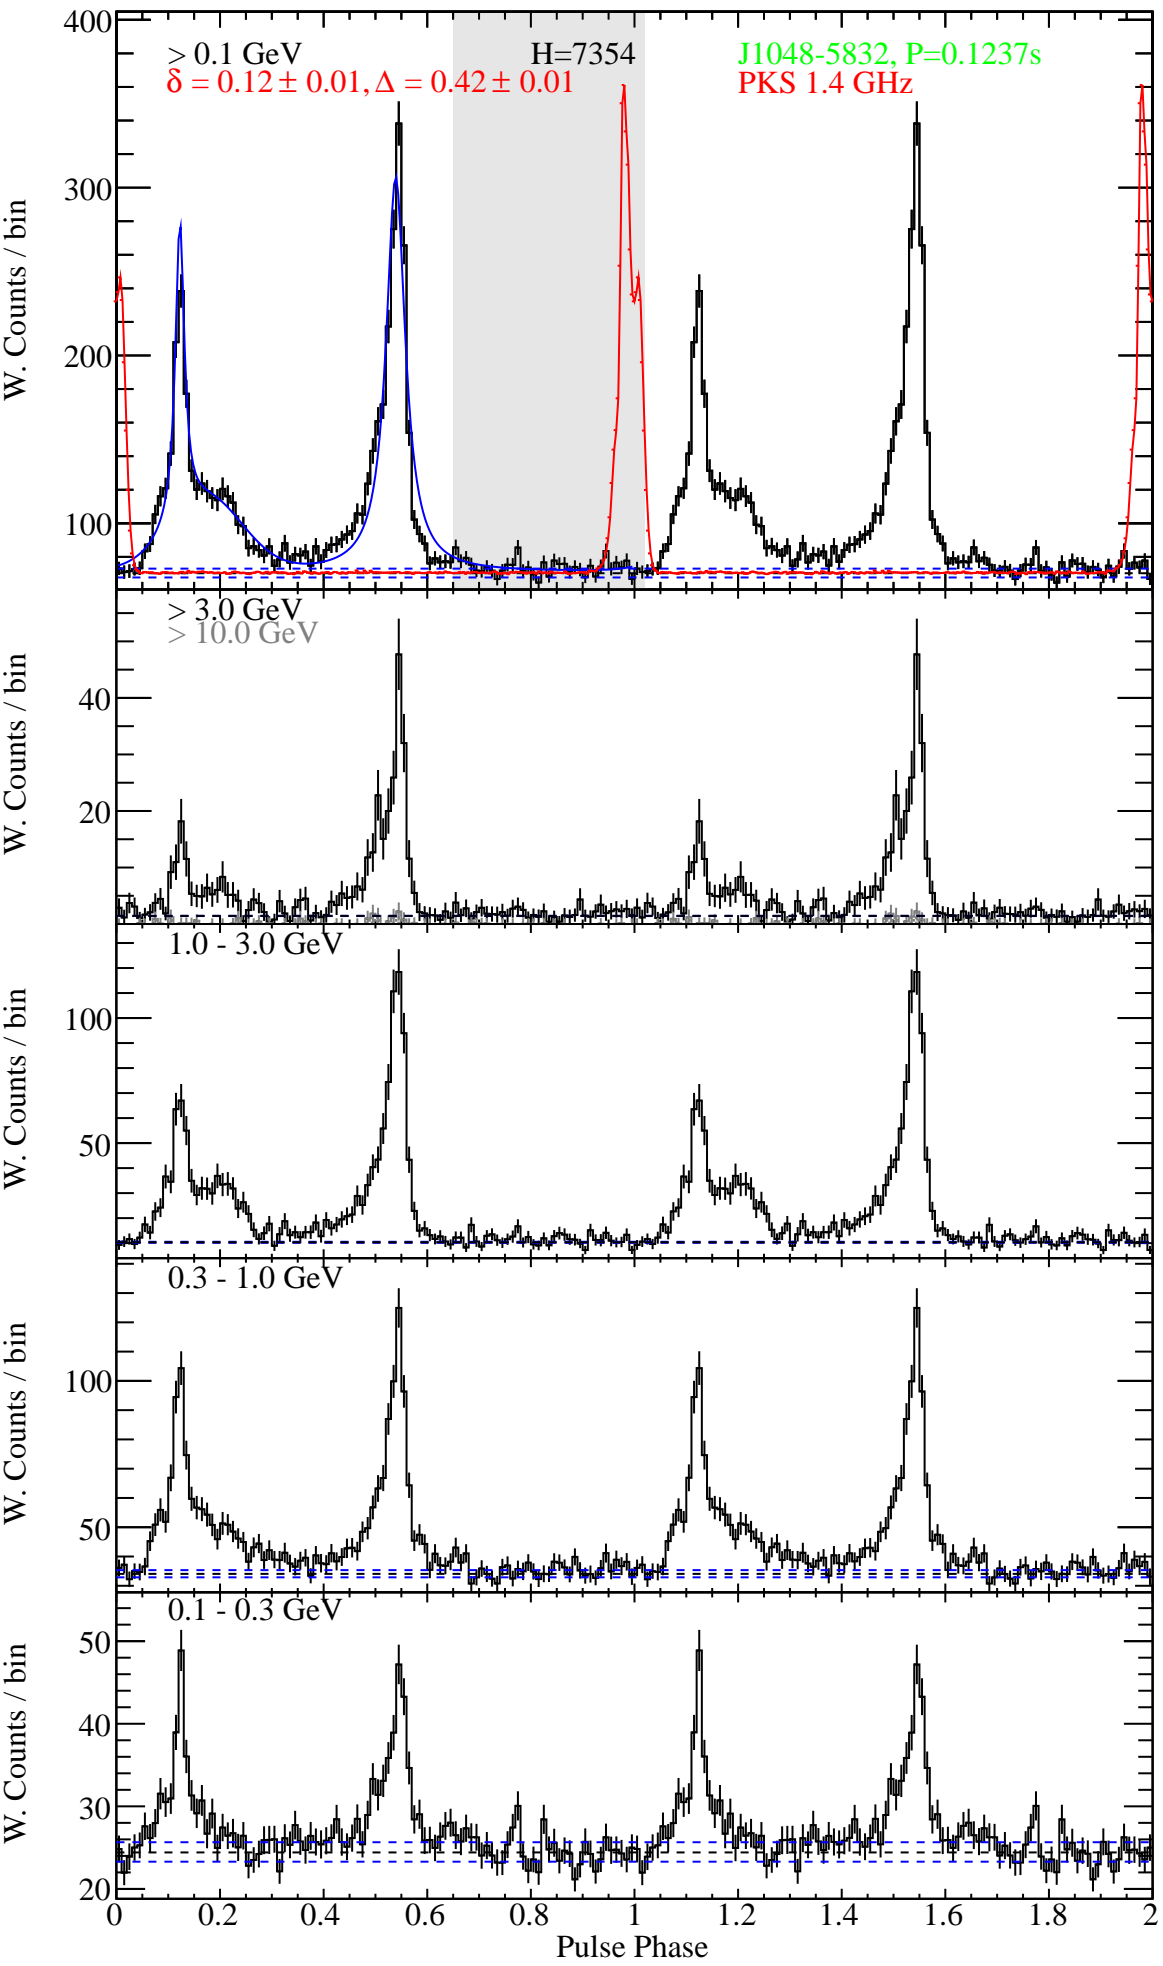 > 0.1 GeV H=7354 J1048-5832, P=0.1237s
δ = 0.12 ± 0.01, Δ = 0.42 ± 0.01 PKS 1.4 GHz
400
300
200
100
W. Counts / bin
> 3.0 GeV
> 10.0 GeV
40
20
W. Counts / bin
1.0 - 3.0 GeV
100
50
W. Counts / bin
0.3 - 1.0 GeV
100
50
W. Counts / bin
0.1 - 0.3 GeV
50
40
30
20
W. Counts / bin
0 0.2 0.4 0.6 0.8 1 1.2 1.4 1.6 1.8 2
Pulse Phase